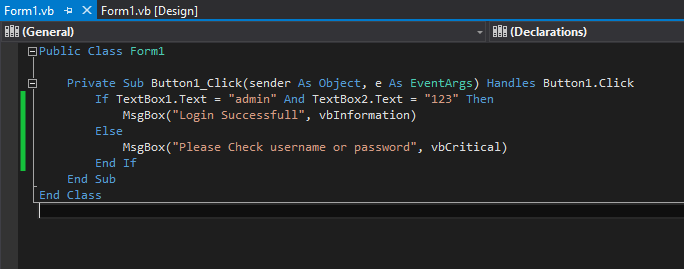 Form1.vb Form1.vb [Design]
(General) (Declarations)
Public Class Form1
Private Sub Button1_Click(sender As Object, e As EventArgs) Handles Button1.Click
If TextBox1.Text = "admin" And TextBox2.Text = "123" Then
MsgBox("Login Successfull", vbInformation)
Else
MsgBox("Please Check username or password", vbCritical)
End If
End Sub
End Class